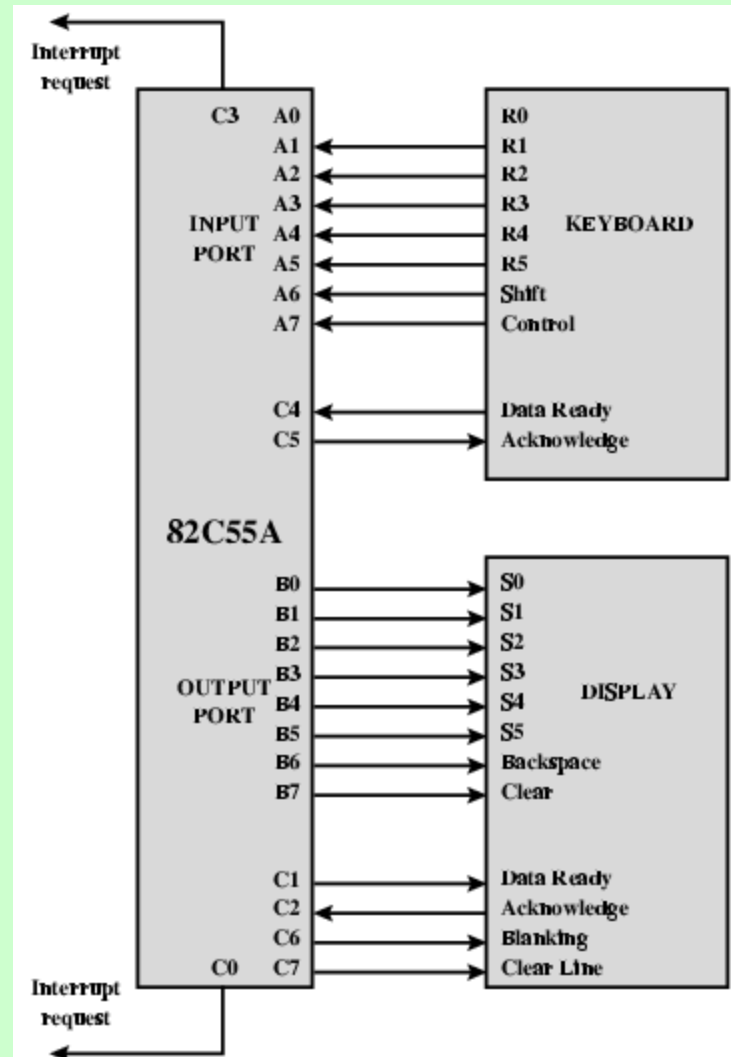 Interrupt
request
C3
A0
R0
A1
R1
A2
R2
A3
R3
INPUT
PORT
KEYBOARD
A4
R4
A5
R5
A6
Shift
A7
Control
C4
Data Ready
C5
Acknowledge
82C55A
B0
S0
B1
S1
B2
S2
B3
S3
OUTPUT
PORT
DISPLAY
B4
S4
B5
S5
B6
Backspace
B7
Clear
C1
Data Ready
C2
Acknowledge
C6
Blanking
C0
C7
Clear Line
Interrupt
request